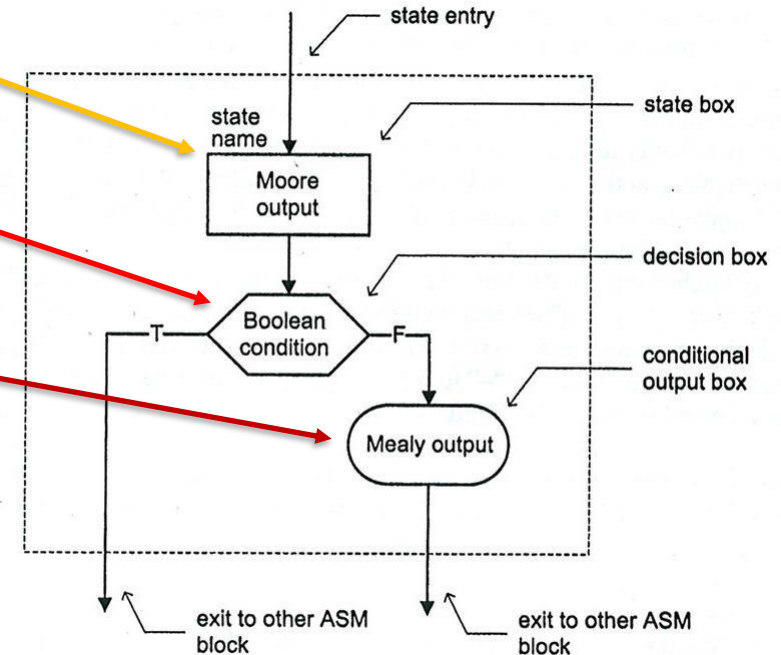 state entry
state box
state
name
Moore
output
decision box
Boolean
condition
T
F
conditional
output box
Mealy output
exit to other ASM
block
exit to other ASM
block